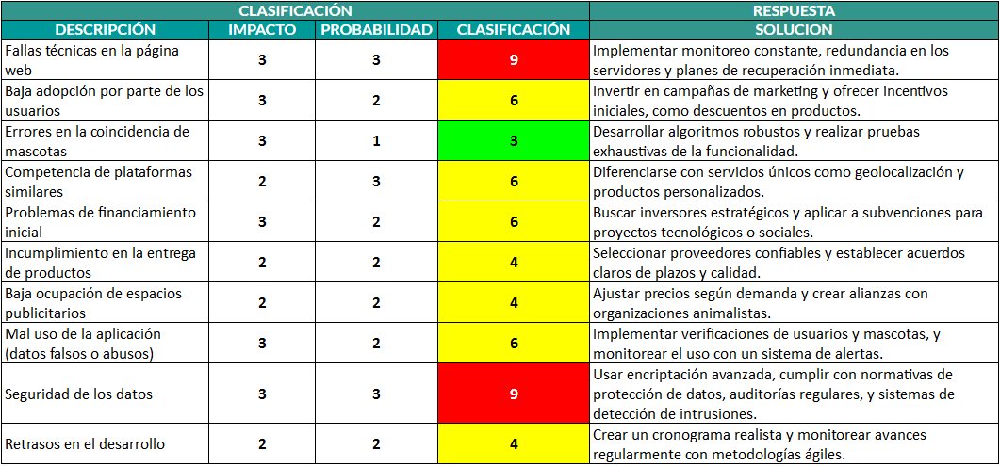 CLASIFICACIÓN RESPUESTA
DESCRIPCIÓN IMPACTO PROBABILIDAD CLASIFICACIÓN SOLUCION
Fallas técnicas en la página
web
3 3 9
Implementar monitoreo constante, redundancia en los
servidores y planes de recuperación inmediata.
Baja adopción por parte de los
usuarios
3 2 6
Invertir en campañas de marketing y ofrecer incentivos
iniciales, como descuentos en productos.
Errores en la coincidencia de
mascotas
3 1 3
Desarrollar algoritmos robustos y realizar pruebas
exhaustivas de la funcionalidad.
Competencia de plataformas
similares
2 3 6
Diferenciarse con servicios únicos como geolocalización y
productos personalizados.
Problemas de financiamiento
inicial
3 2 6
Buscar inversores estratégicos y aplicar a subvenciones para
proyectos tecnológicos o sociales.
Incumplimiento en la entrega
de productos
2 2 4
Seleccionar proveedores confiables y establecer acuerdos
claros de plazos y calidad.
Baja ocupación de espacios
publicitarios
2 2 4
Ajustar precios según demanda y crear alianzas con
organizaciones animalistas.
Mal uso de la aplicación
(datos falsos o abusos)
3 2 6
Implementar verificaciones de usuarios y mascotas, y
monitorear el uso con un sistema de alertas.
Seguridad de los datos
3 3 9
Usar encriptación avanzada, cumplir con normativas de
protección de datos, auditorías regulares, y sistemas de
detección de intrusiones.
Retrasos en el desarrollo
2 2 4
Crear un cronograma realista y monitorear avances
regularmente con metodologías ágiles.